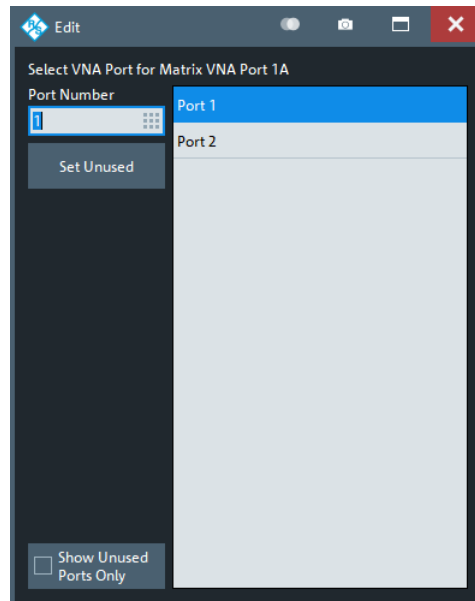 Edit
Select VNA Port for Matrix VNA Port 1A
Port Number
1
Set Unused
Port 1
Port 2
Show Unused
Ports Only